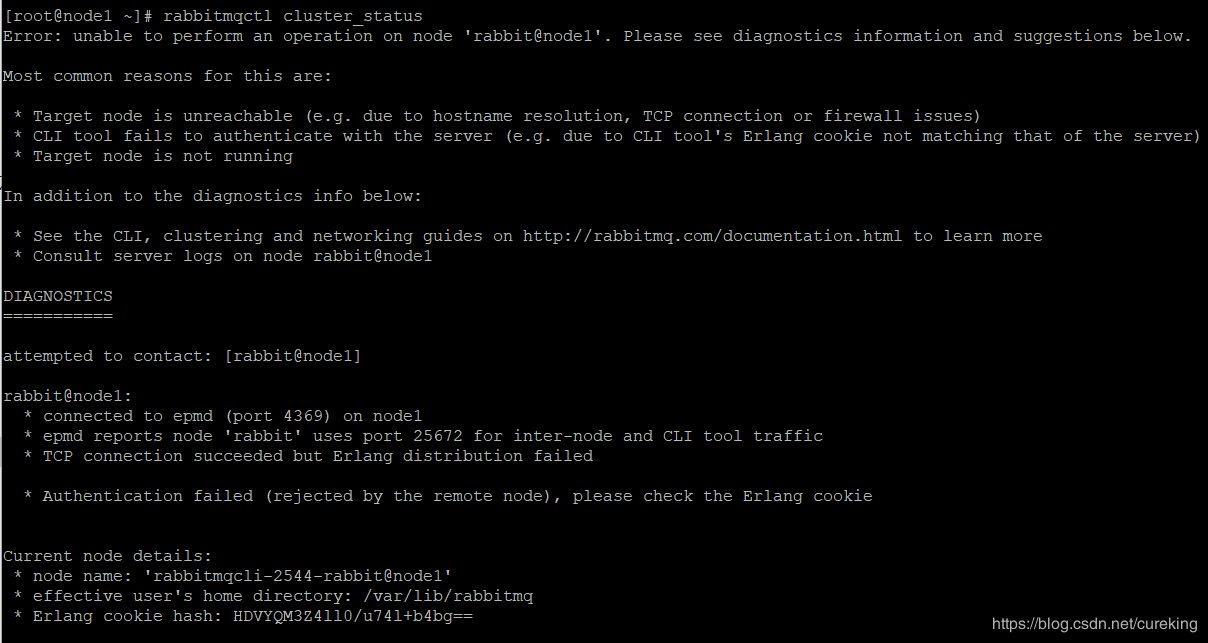 [root@node1 ~]# rabbitmqctl cluster_status
Error: unable to perform an operation on node 'rabbit@node1'. Please see diagnostics information and suggestions below.
Most common reasons for this are:
* Target node is unreachable (e.g. due to hostname resolution, TCP connection or firewall issues)
* CLI tool fails to authenticate with the server (e.g. due to CLI tool's Erlang cookie not matching that of the server)
* Target node is not running
In addition to the diagnostics info below:
* See the CLI, clustering and networking guides on http://rabbitmq.com/documentation.html to learn more
* Consult server logs on node rabbit@node1
DIAGNOSTICS
===========
attempted to contact: [rabbit@node1]
rabbit@node1:
* connected to epmd (port 4369) on node1
* epmd reports node 'rabbit' uses port 25672 for inter-node and CLI tool traffic
* TCP connection succeeded but Erlang distribution failed
* Authentication failed (rejected by the remote node), please check the Erlang cookie
Current node details:
* node name: 'rabbitmqcli-2544-rabbit@node1'
* effective user's home directory: /var/lib/rabbitmq
* Erlang cookie hash: HDVYQM3Z4ll0/u74l+b4bg==
https://blog.csdn.net/cureking